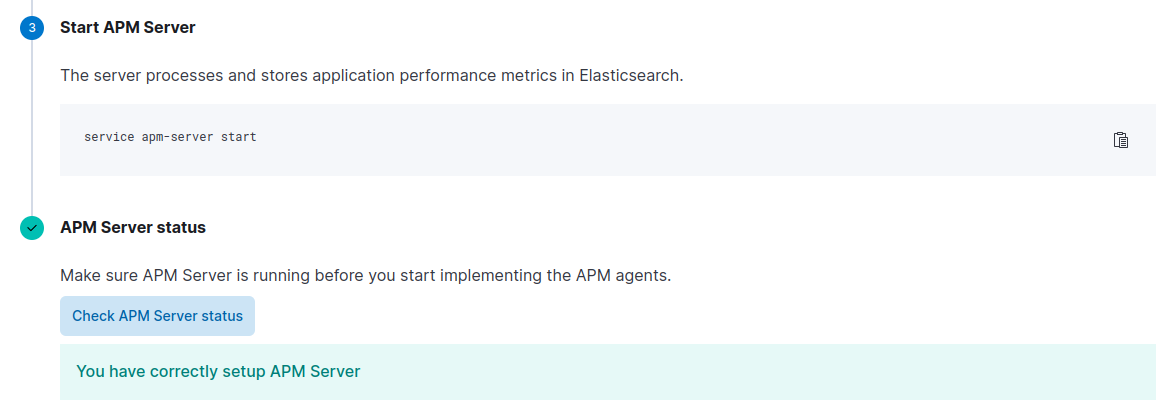 3
Start APM Server
The server processes and stores application performance metrics in Elasticsearch.
service apm-server start
APM Server status
Make sure APM Server is running before you start implementing the APM agents.
Check APM Server status
You have correctly setup APM Server